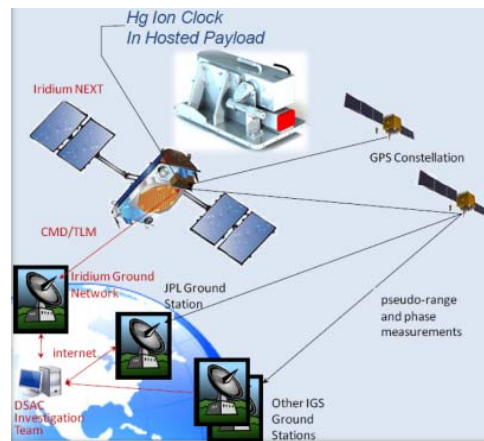 Hg Ion Clock
In Hosted Payload
Iridium NEXT
GPS Constellation
CMD/TLM
Iridium Ground
Network
JPL Ground
Station
pseudo-range
and phase
measurements
internet
DSAC
Investigation
Team
Other IGS
Ground
Stations